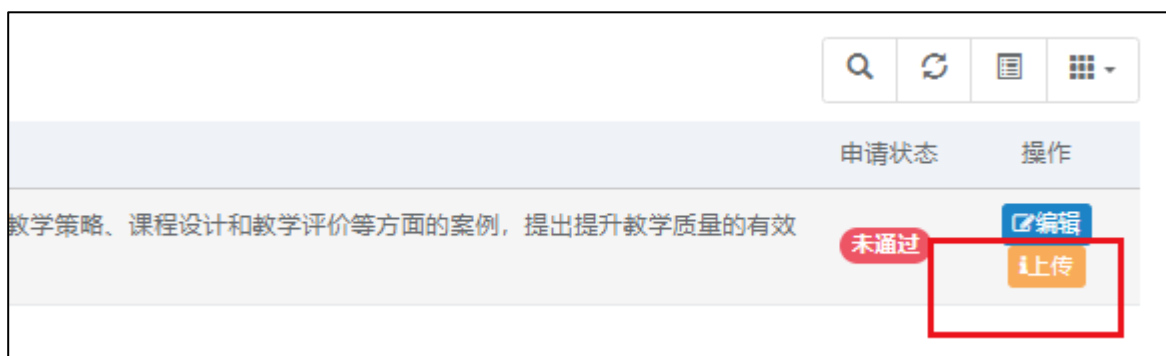 申请状态 操作
教学策略、课程设计和教学评价等方面的案例，提出提升教学质量的有效
未通过
编辑
上传